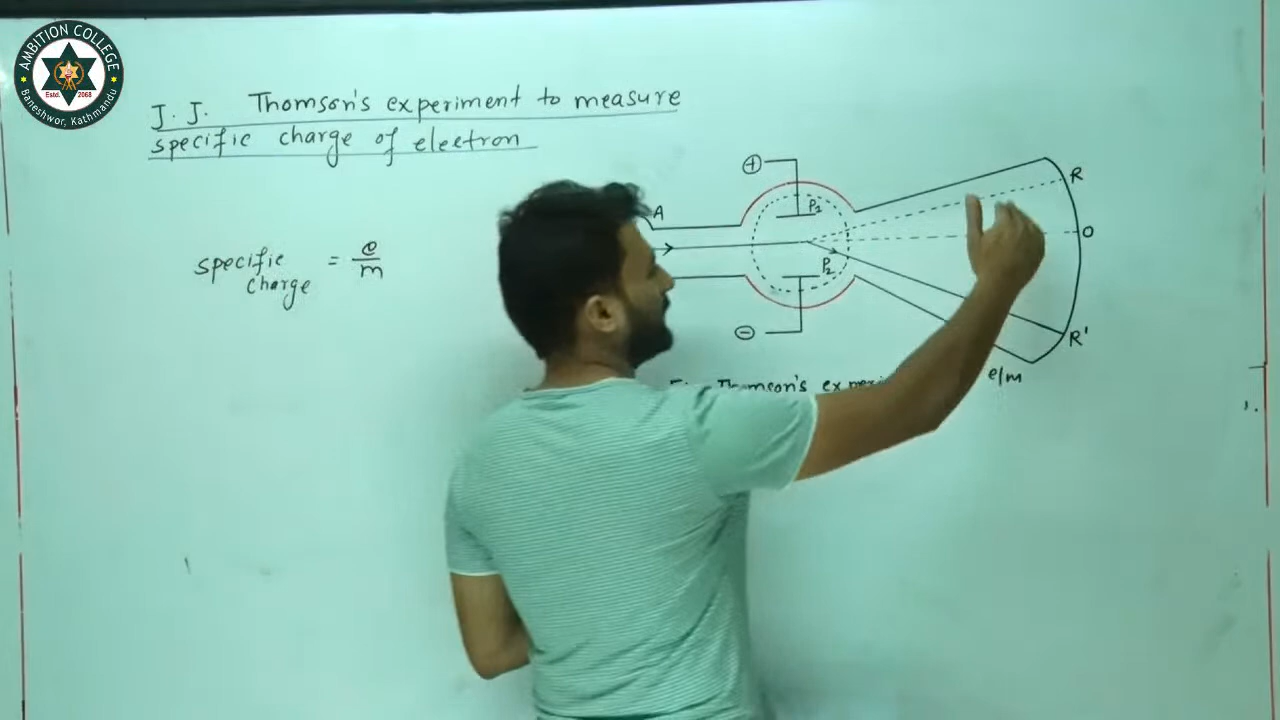 AMBITION COLLEGE
Estd. 2068
Baneshwor, Kathmandu
J. J. Thomson's experiment to measure
specific charge of electron
specific charge = e/m
A
+
P1
P2
-
R
O
R'
Thomson's
e/m